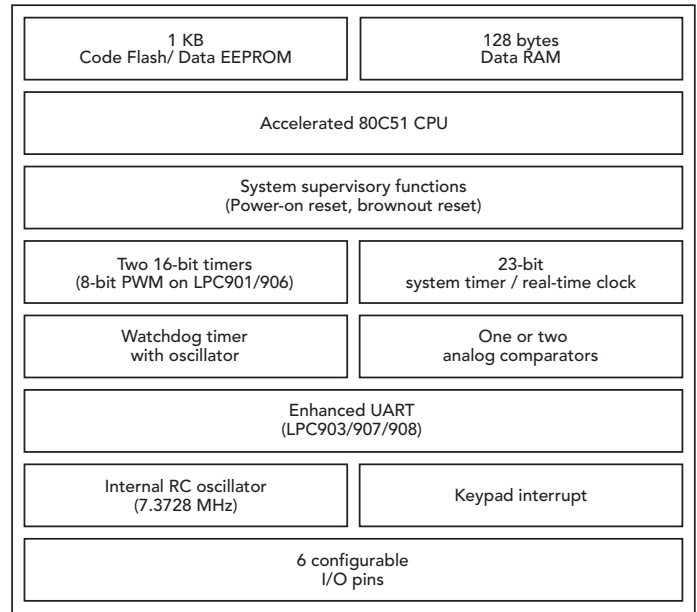 1 KB
Code Flash/ Data EEPROM
128 bytes
Data RAM
Accelerated 80C51 CPU
System supervisory functions
(Power-on reset, brownout reset)
Two 16-bit timers
(8-bit PWM on LPC901/906)
23-bit
system timer / real-time clock
Watchdog timer
with oscillator
One or two
analog comparators
Enhanced UART
(LPC903/907/908)
Internal RC oscillator
(7.3728 MHz)
Keypad interrupt
6 configurable
I/O pins